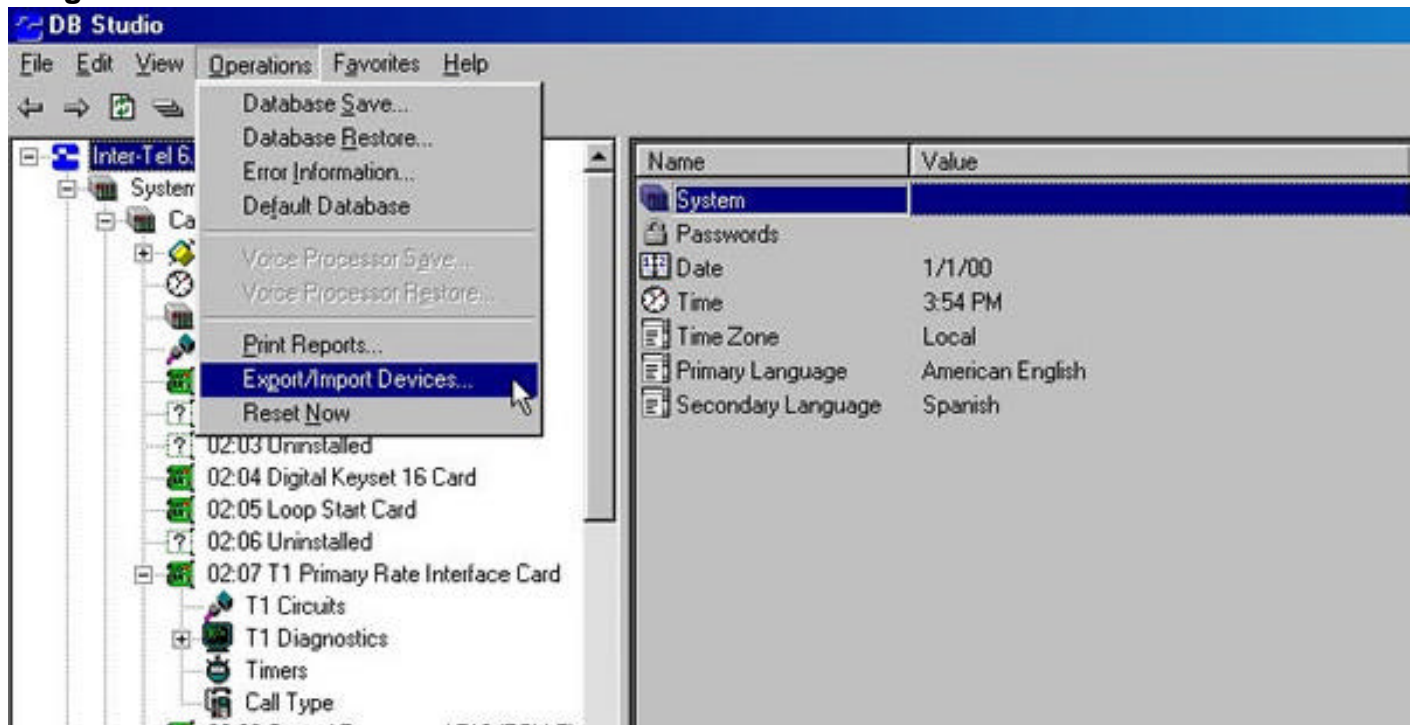 DB Studio
File Edit View Operations Favorites Help
Database Save...
Database Restore...
Error Information...
Default Database
Voice Processor Save...
Voice Processor Restore...
Print Reports...
Export/Import Devices...
Reset Now
Inter-Tel 6.
System
Ca
02:03 Uninstalled
02:04 Digital Keyset 16 Card
02:05 Loop Start Card
02:06 Uninstalled
02:07 T1 Primary Rate Interface Card
T1 Circuits
T1 Diagnostics
Timers
Call Type
Name Value
System
Passwords
Date 1/1/00
Time 3:54 PM
Time Zone Local
Primary Language American English
Secondary Language Spanish